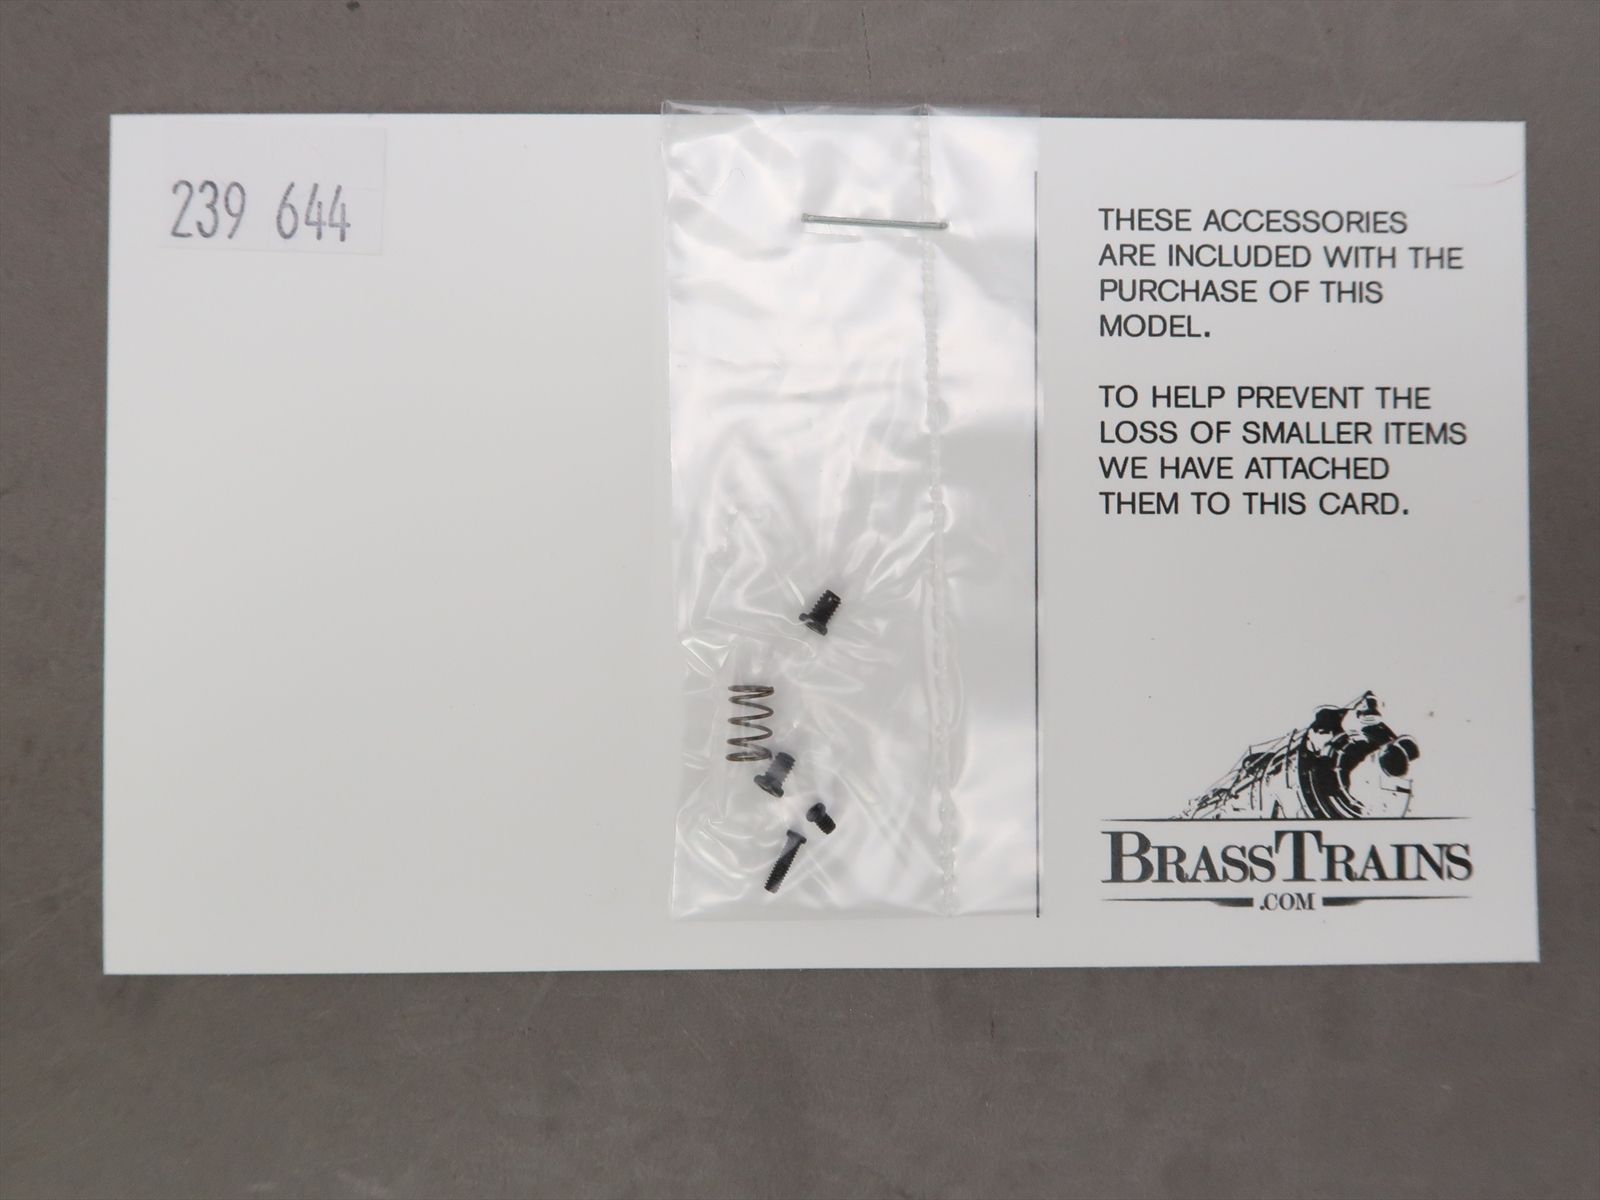 239 644
THESE ACCESSORIES
ARE INCLUDED WITH THE
PURCHASE OF THIS
MODEL.
TO HELP PREVENT THE
LOSS OF SMALLER ITEMS
WE HAVE ATTACHED
THEM TO THIS CARD.
BRASSTRAINS
.COM